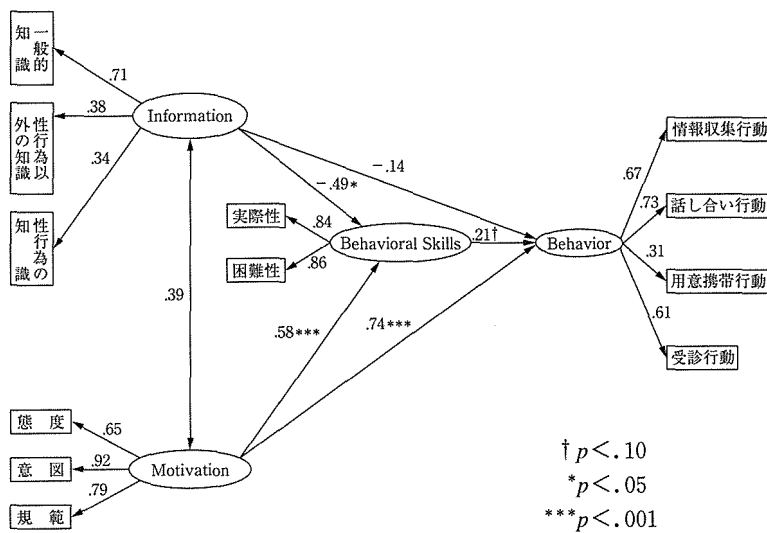 一般的
知識
.71
Information
性行為以
外の知識
.38
性行為の
知識
.34
-.14
-.49*
実際性
.84
困難性
.86
Behavioral Skills
.21†
Behavior
情報収集行動
.67
話し合い行動
.73
用意携帯行動
.31
受診行動
.61
.39
.58***
.74***
態度
.65
意図
.92
規範
.79
Motivation
† p<.10
*p<.05
***p<.001